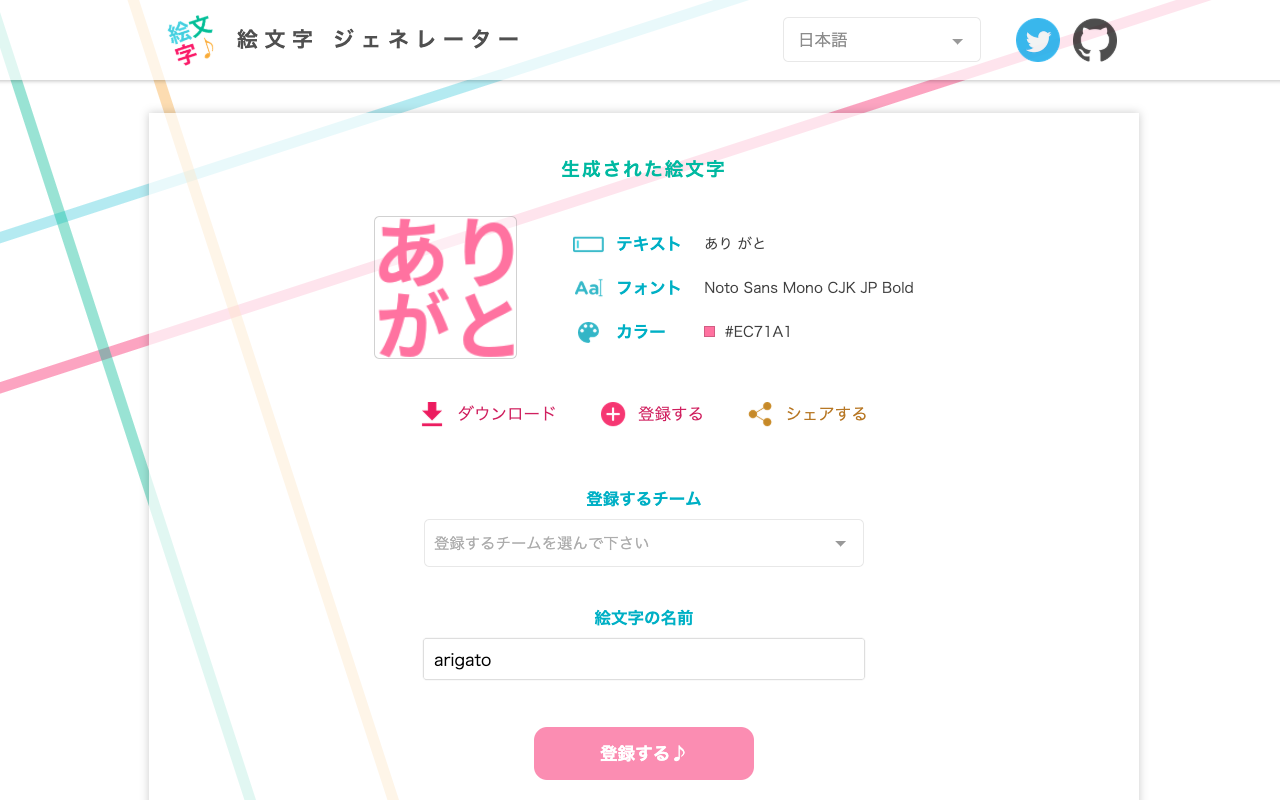 絵文字♪
絵文字 ジェネレーター
日本語
生成された絵文字
あり
がと
テキスト あり がと
Aa フォント Noto Sans Mono CJK JP Bold
カラー #EC71A1
ダウンロード 登録する シェアする
登録するチーム
登録するチームを選んで下さい
絵文字の名前
arigato
登録する♪